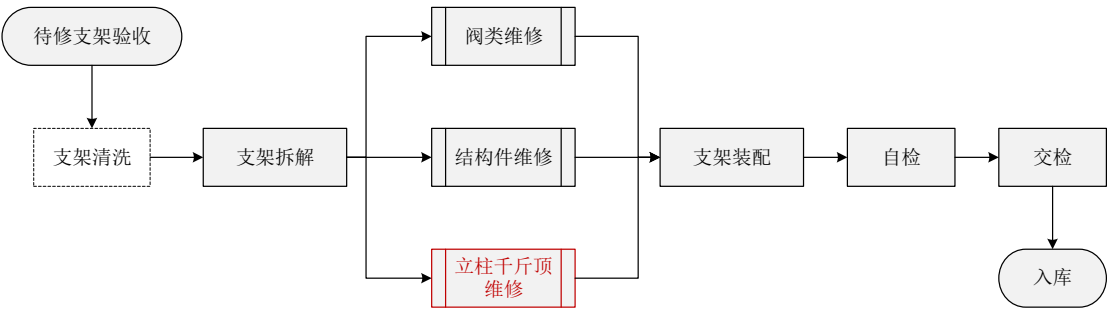 待修支架验收
支架清洗
支架拆解
阀类维修
结构件维修
立柱千斤顶
维修
支架装配
自检
交检
入库